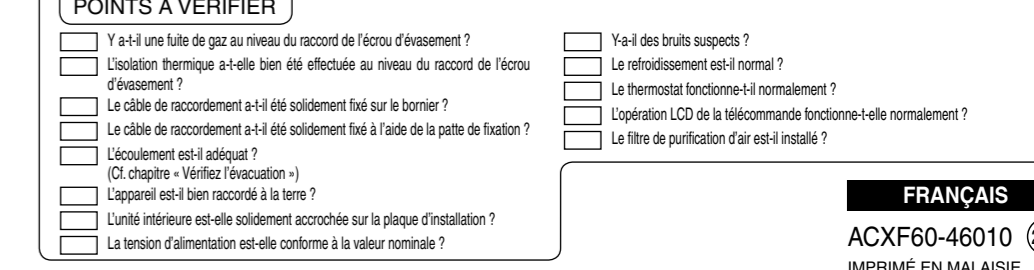 POINTS À VÉRIFIER
Y a-t-il une fuite de gaz au niveau du raccord de l'écrou d'évasement ?
L'isolation thermique a-t-elle bien été effectuée au niveau du raccord de l'écrou
d'évasement ?
Le câble de raccordement a-t-il été solidement fixé sur le bornier ?
Le câble de raccordement a-t-il été solidement fixé à l'aide de la patte de fixation ?
L'écoulement est-il adéquat ?
(Cf. chapitre « Vérifiez l'évacuation »)
L'appareil est-il bien raccordé à la terre ?
L'unité intérieure est-elle solidement accrochée sur la plaque d'installation ?
La tension d'alimentation est-elle conforme à la valeur nominale ?
Y-a-il des bruits suspects ?
Le refroidissement est-il normal ?
Le thermostat fonctionne-t-il normalement ?
L'opération LCD de la télécommande fonctionne-t-elle normalement ?
Le filtre de purification d'air est-il installé ?
FRANÇAIS
ACXF60-46010
IMPRIMÉ EN MALAISIE